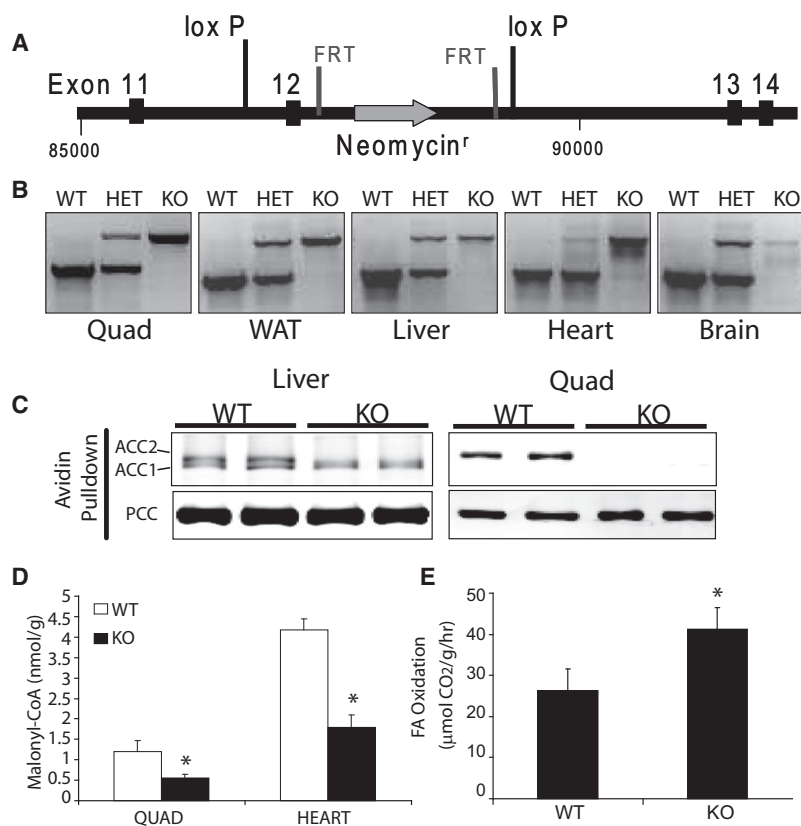 A
lox P
lox P
FRT
FRT
Exon 11
12
13 14
Neomycinʳ
85000
90000
B
WT HET KO
WT HET KO
WT HET KO
WT HET KO
WT HET KO
Quad
WAT
Liver
Heart
Brain
C
Liver
Quad
WT
KO
WT
KO
Avidin
Pulldown
ACC2
ACC1
PCC
D
Malonyl-CoA (nmol/g)
5
4.5
4
3.5
3
2.5
2
1.5
1
0.5
0
WT
KO
*
*
QUAD
HEART
E
FA Oxidation
(μmol CO2/g/hr)
50
40
30
20
10
0
*
WT
KO